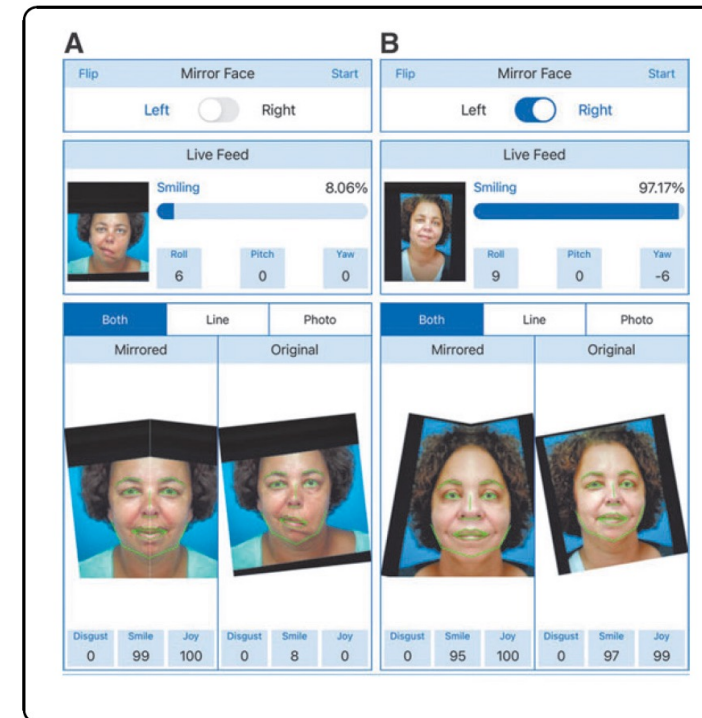 A
Flip Mirror Face Start
Left Right
Live Feed
Smiling 8.06%
Roll Pitch Yaw
6 0 0
Both Line Photo
Mirrored Original
Disgust Smile Joy Disgust Smile Joy
0 99 100 0 8 0
B
Flip Mirror Face Start
Left Right
Live Feed
Smiling 97.17%
Roll Pitch Yaw
9 0 -6
Both Line Photo
Mirrored Original
Disgust Smile Joy Disgust Smile Joy
0 95 100 0 97 99